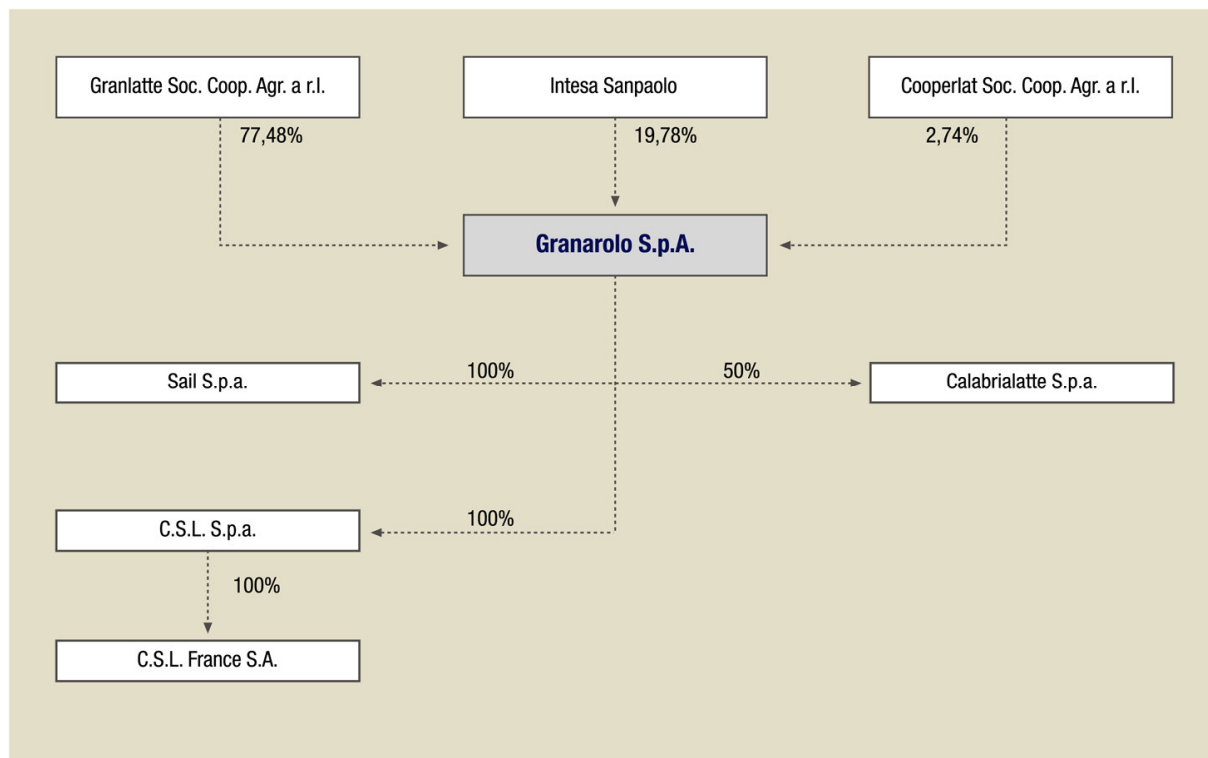 Granlatte Soc. Coop. Agr. a r.l.
Intesa Sanpaolo
Cooperlat Soc. Coop. Agr. a r.l.
77,48%
19,78%
2,74%
Granarolo S.p.A.
Sail S.p.a.
100%
50%
Calabrialatte S.p.a.
C.S.L. S.p.a.
100%
100%
C.S.L. France S.A.